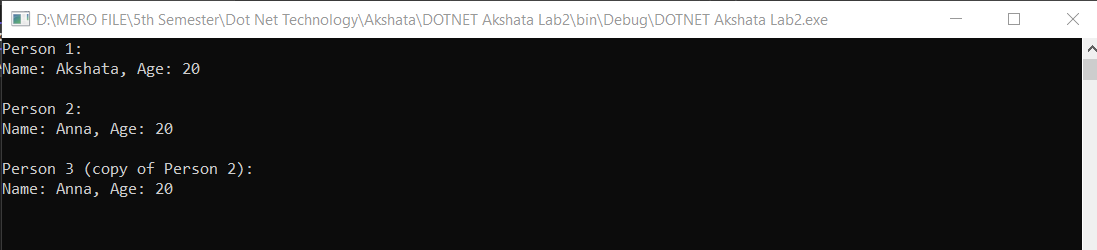 D:\MERO FILE\5th Semester\Dot Net Technology\Akshata\DOTNET Akshata Lab2\bin\Debug\DOTNET Akshata Lab2.exe
Person 1:
Name: Akshata, Age: 20
Person 2:
Name: Anna, Age: 20
Person 3 (copy of Person 2):
Name: Anna, Age: 20